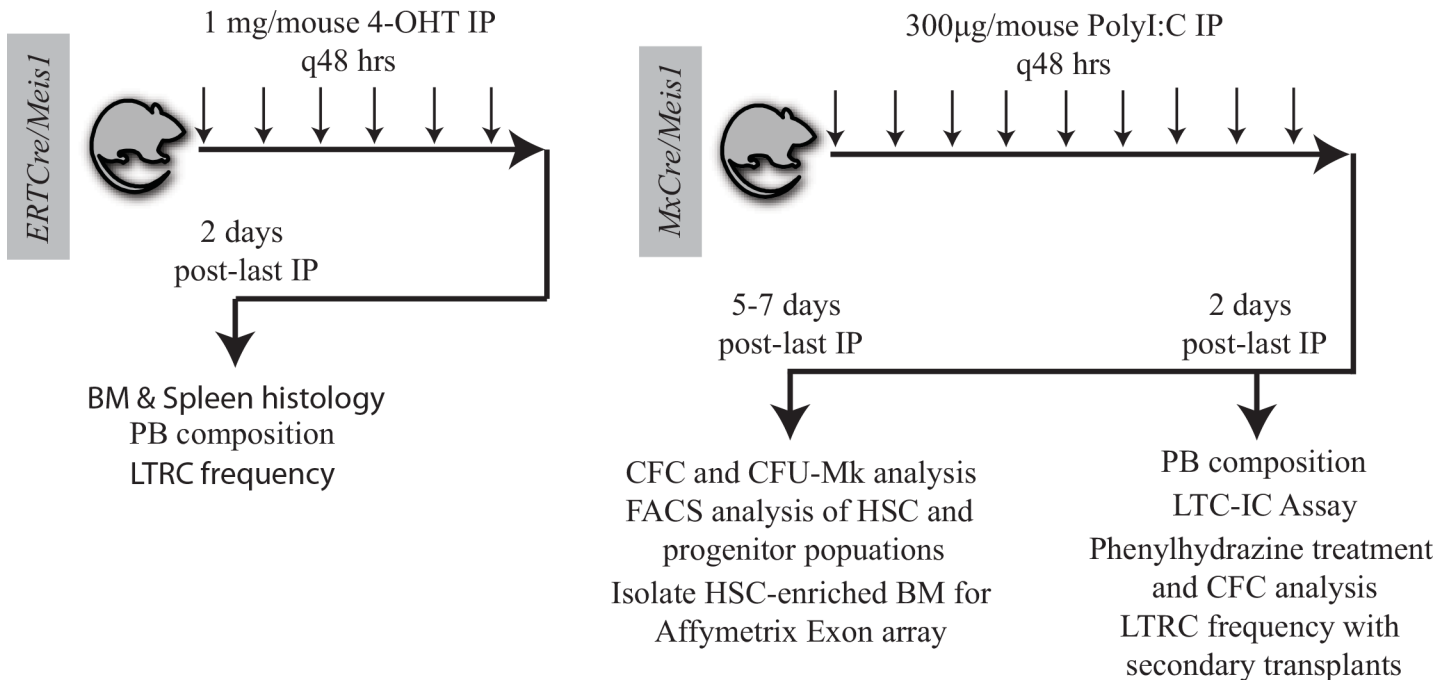 ERTCre/Meis1
1 mg/mouse 4-OHT IP
q48 hrs
2 days
post-last IP
BM & Spleen histology
PB composition
LTRC frequency
MxCre/Meis1
300μg/mouse PolyI:C IP
q48 hrs
5-7 days
post-last IP
CFC and CFU-Mk analysis
FACS analysis of HSC and
progenitor popuations
Isolate HSC-enriched BM for
Affymetrix Exon array
2 days
post-last IP
PB composition
LTC-IC Assay
Phenylhydrazine treatment
and CFC analysis
LTRC frequency with
secondary transplants